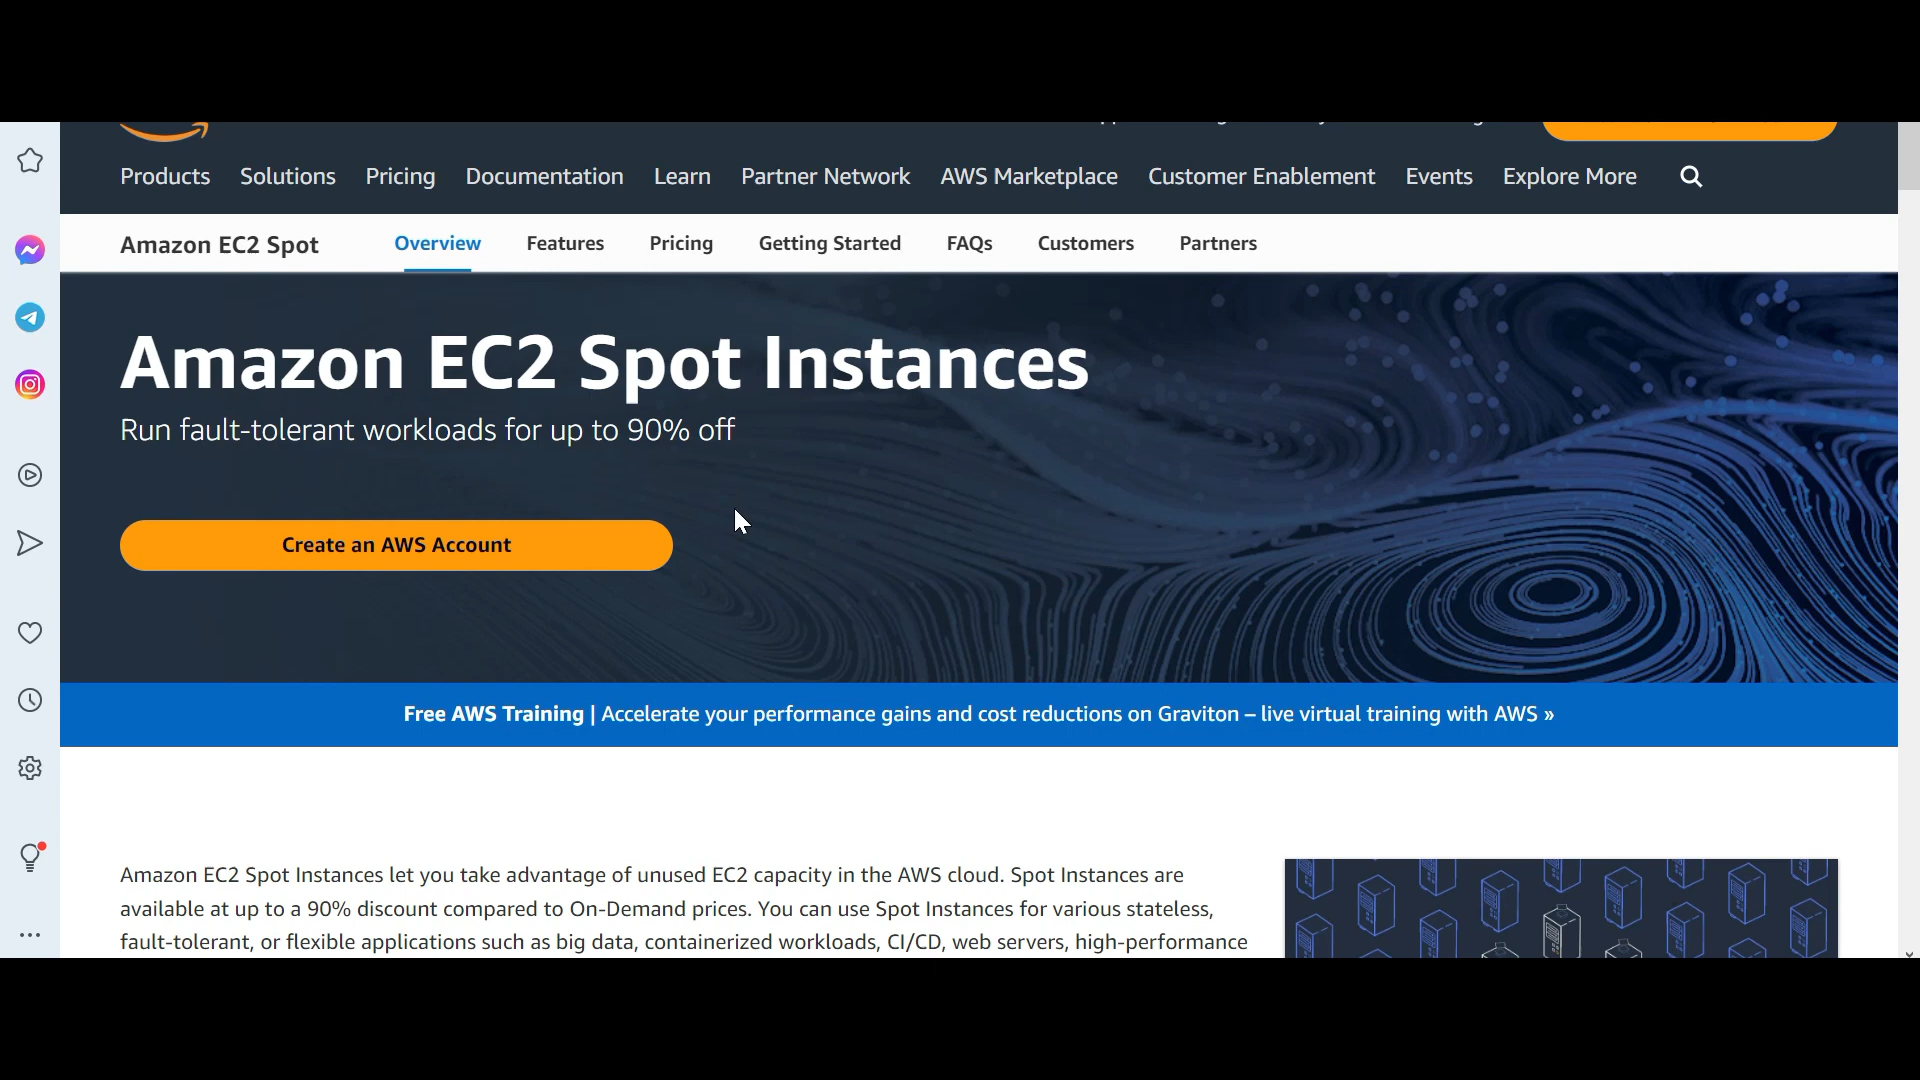 Products Solutions Pricing Documentation Learn Partner Network AWS Marketplace Customer Enablement Events Explore More
Amazon EC2 Spot Overview Features Pricing Getting Started FAQs Customers Partners
Amazon EC2 Spot Instances
Run fault-tolerant workloads for up to 90% off
Create an AWS Account
Free AWS Training | Accelerate your performance gains and cost reductions on Graviton – live virtual training with AWS »
Amazon EC2 Spot Instances let you take advantage of unused EC2 capacity in the AWS cloud. Spot Instances are
available at up to a 90% discount compared to On-Demand prices. You can use Spot Instances for various stateless,
fault-tolerant, or flexible applications such as big data, containerized workloads, CI/CD, web servers, high-performance